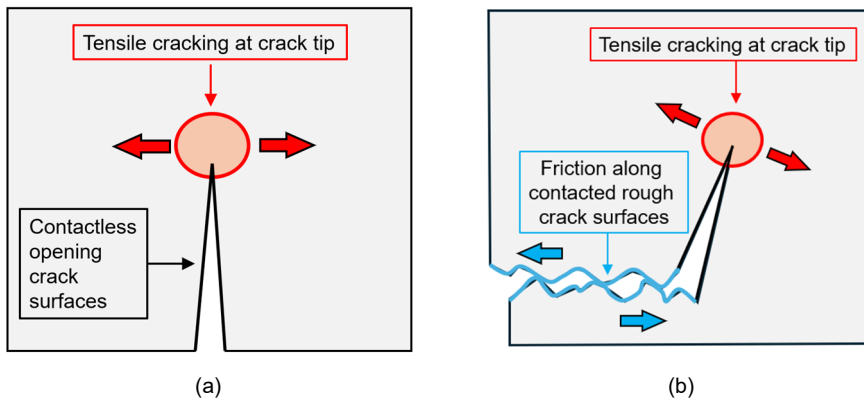 Tensile cracking at crack tip
Contactless
opening
crack
surfaces
(a)
Tensile cracking at crack tip
Friction along
contacted rough
crack surfaces
(b)